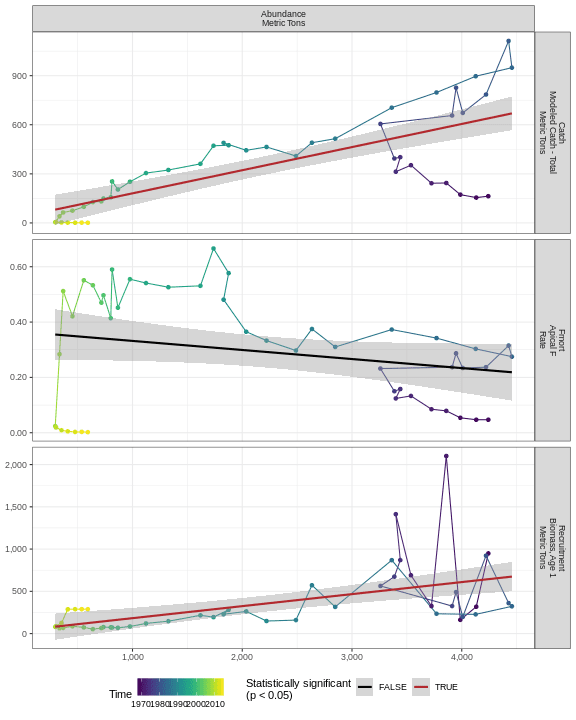 Abundance
Metric Tons
900
600
300
0
Catch
Modeled Catch - Total
Metric Tons
0.60
0.40
0.20
0.00
Fmort
Apical F
Rate
2,000
1,500
1,000
500
0
Recruitment
Biomass, Age 1
Metric Tons
1,000 2,000 3,000 4,000
Time
1970 1980 1990 2000 2010
Statistically significant
(p < 0.05)
FALSE TRUE